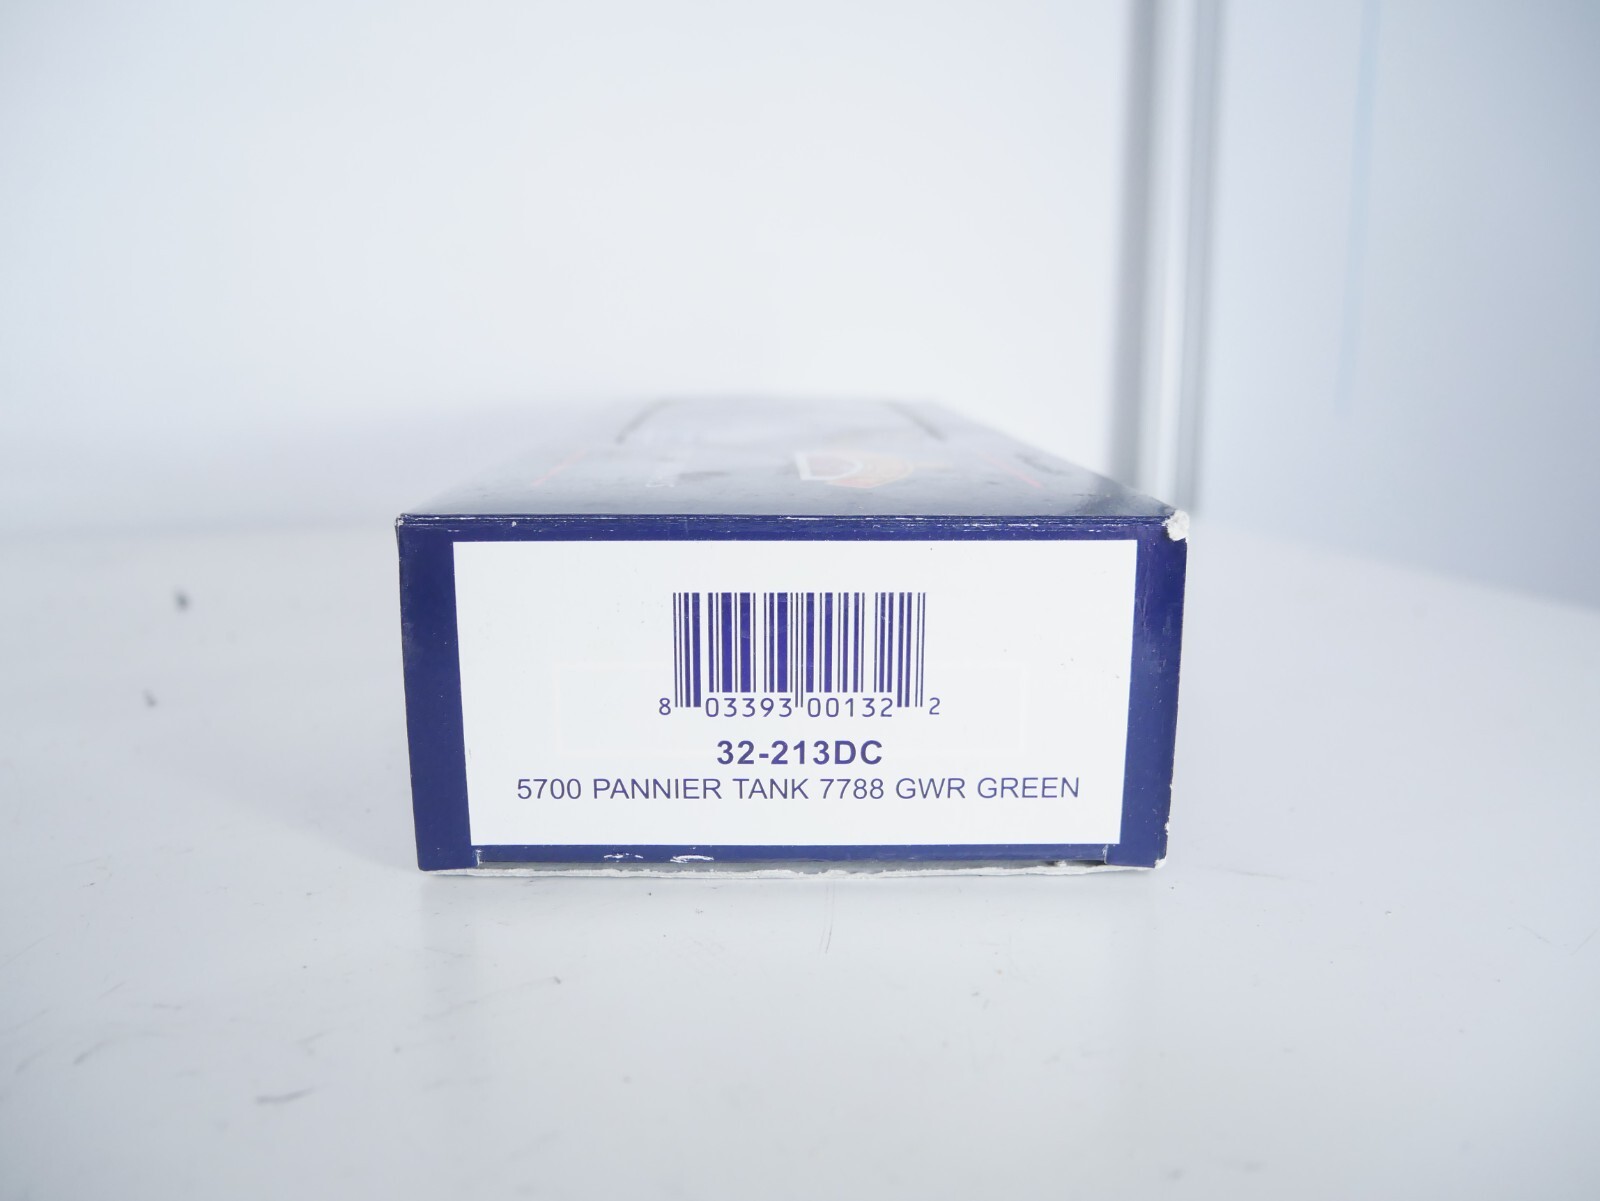 8 03393 00132 2
32-213DC
5700 PANNIER TANK 7788 GWR GREEN